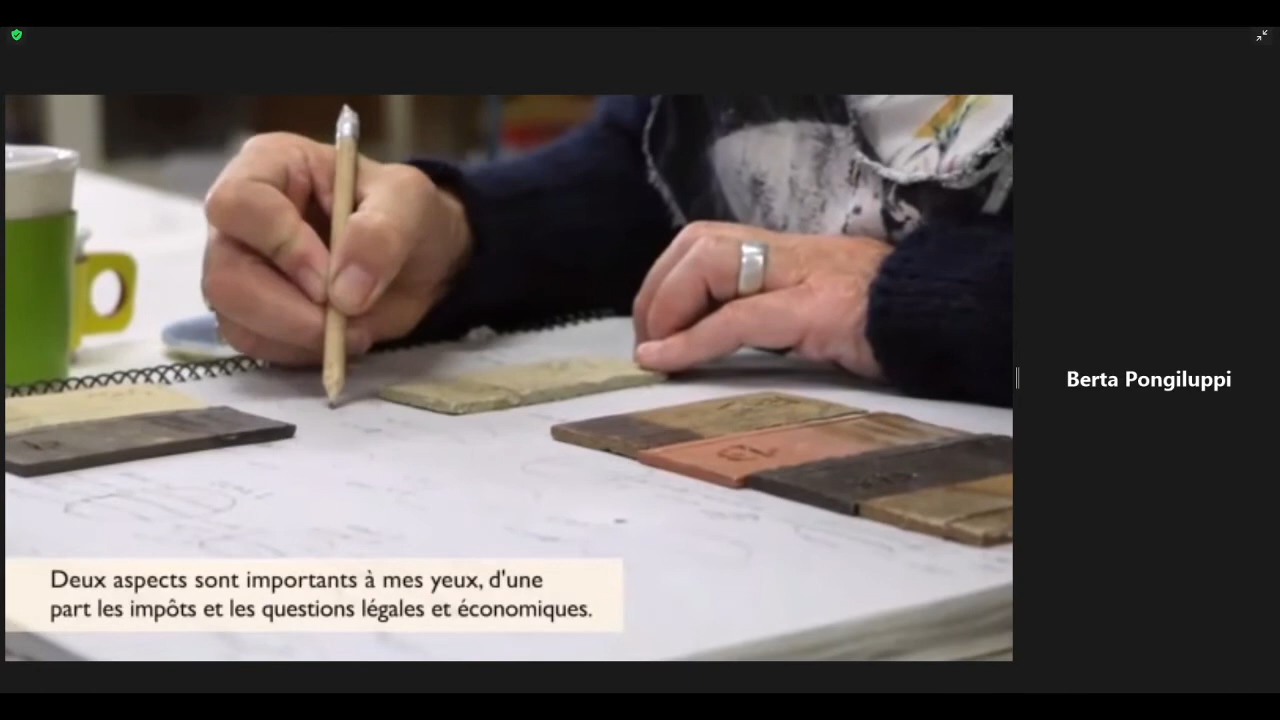 Deux aspects sont importants à mes yeux, d'une
part les impôts et les questions légales et économiques.
Berta Pongiluppi